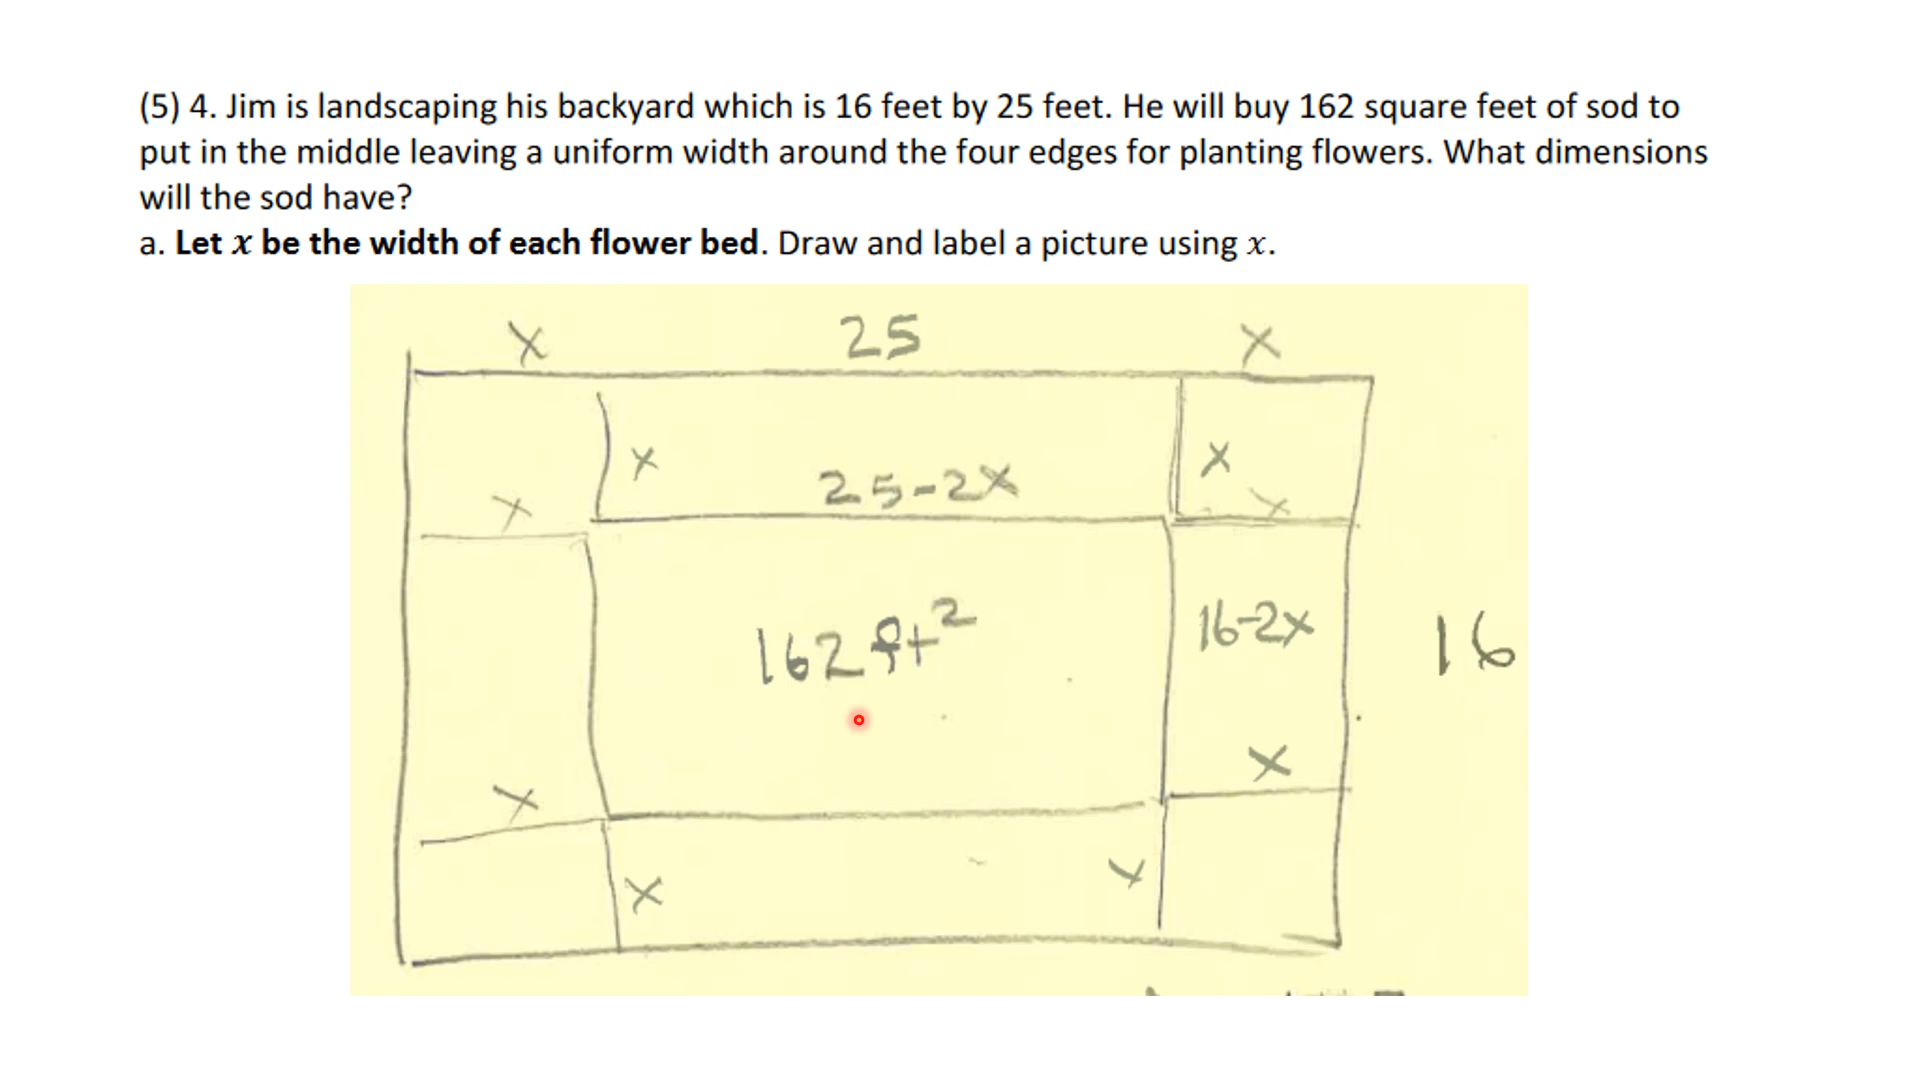 (5) 4. Jim is landscaping his backyard which is 16 feet by 25 feet. He will buy 162 square feet of sod to
put in the middle leaving a uniform width around the four edges for planting flowers. What dimensions
will the sod have?
a. Let x be the width of each flower bed. Draw and label a picture using x.
x 25 x
x x
25-2x
x x
162 ft²
16-2x 16
x
x
x x